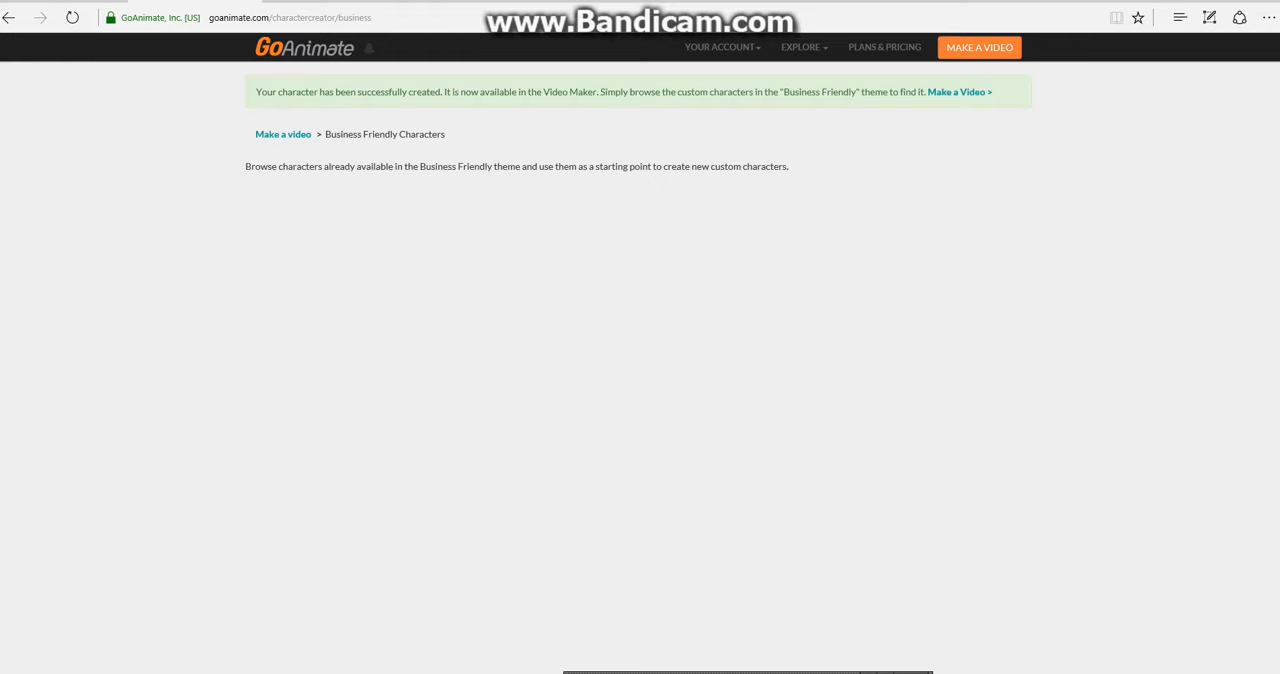 www.Bandicam.com
GoAnimate, Inc. [US] goanimate.com/charactercreator/business
GoAnimate YOUR ACCOUNT EXPLORE PLANS & PRICING MAKE A VIDEO
Your character has been successfully created. It is now available in the Video Maker. Simply browse the custom characters in the "Business Friendly" theme to find it. Make a Video >
Make a video > Business Friendly Characters
Browse characters already available in the Business Friendly theme and use them as a starting point to create new custom characters.